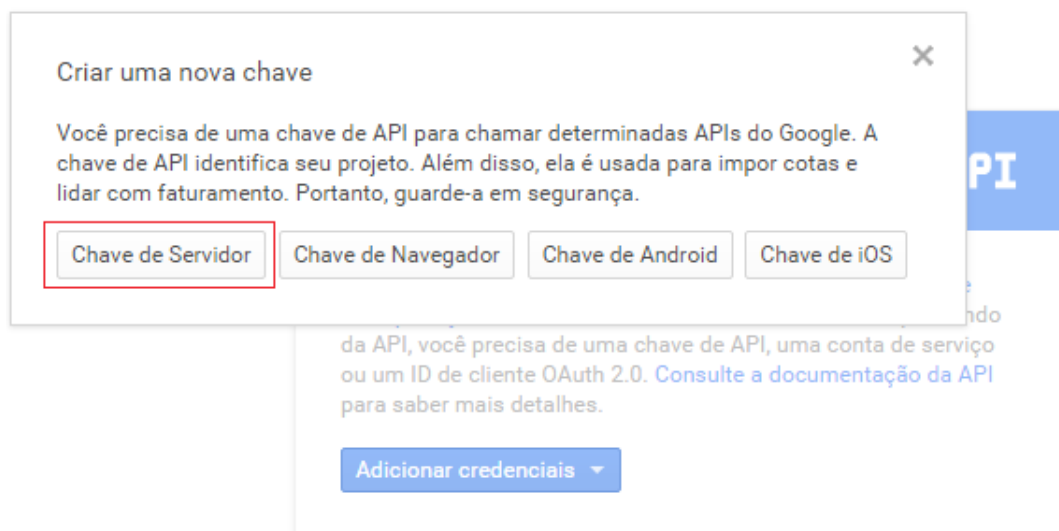 Criar uma nova chave
Você precisa de uma chave de API para chamar determinadas APIs do Google. A
chave de API identifica seu projeto. Além disso, ela é usada para impor cotas e
lidar com faturamento. Portanto, guarde-a em segurança.
PI
Chave de Servidor Chave de Navegador Chave de Android Chave de iOS
da API, você precisa de uma chave de API, uma conta de serviço
ou um ID de cliente OAuth 2.0. Consulte a documentação da API
para saber mais detalhes.
Adicionar credenciais